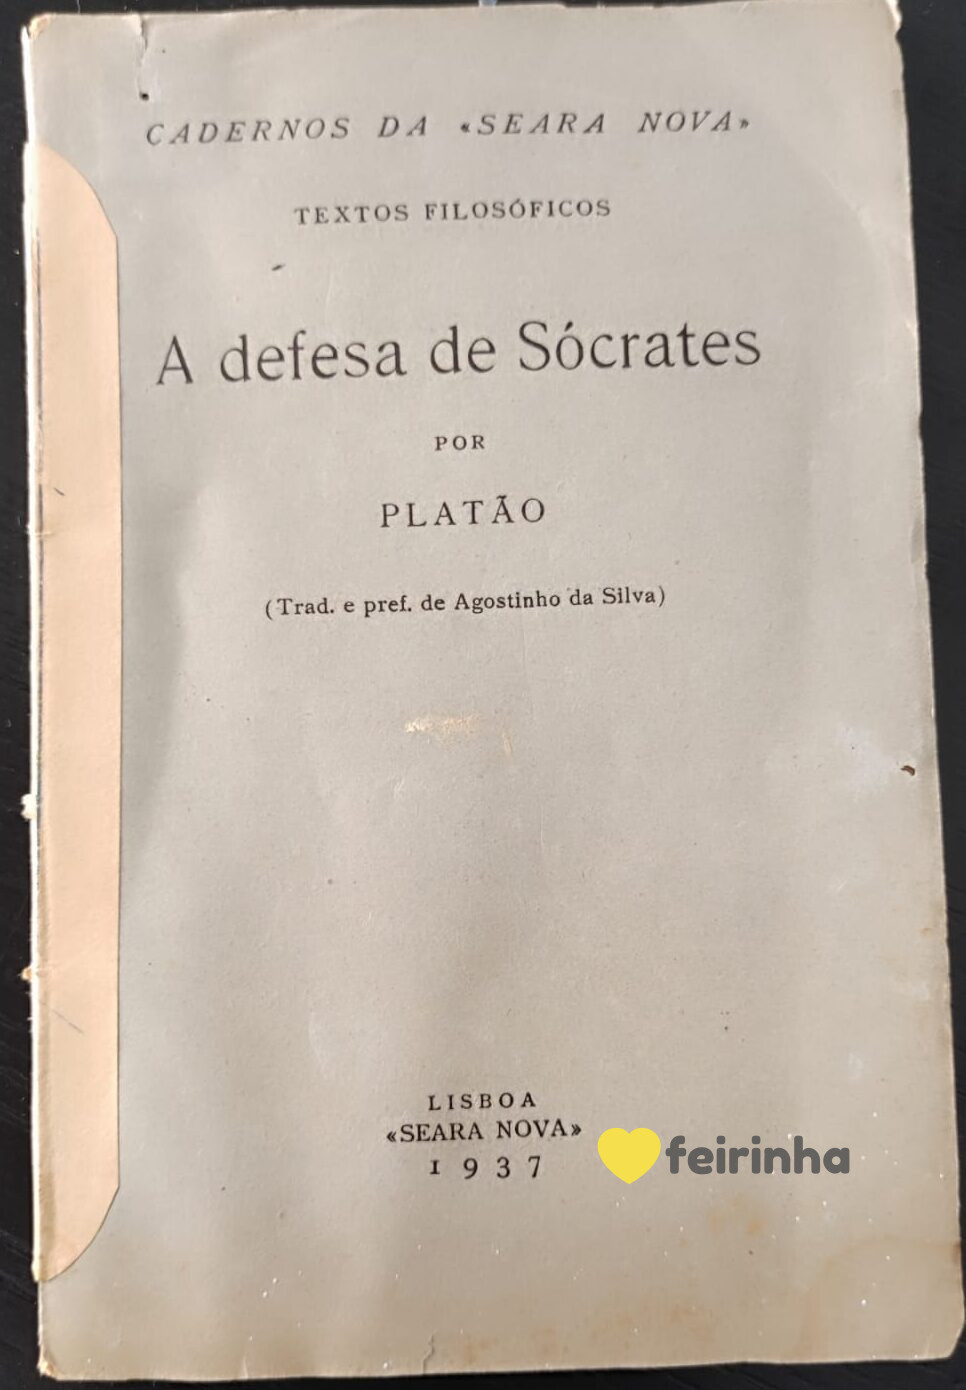 CADERNOS DA «SEARA NOVA»
TEXTOS FILOSÓFICOS
A defesa de Sócrates
POR
PLATÃO
(Trad. e pref. de Agostinho da Silva)
LISBOA
«SEARA NOVA»
1937
feirinha